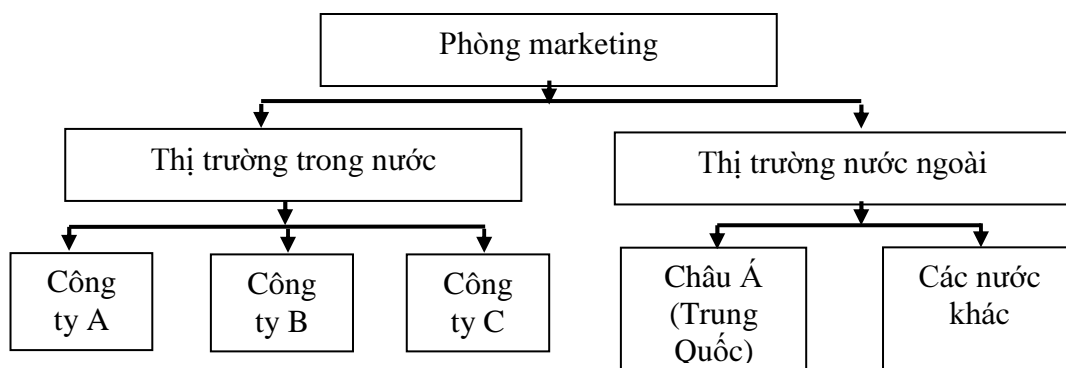 Phòng marketing
Thị trường trong nước
Thị trường nước ngoài
Công
ty A
Công
ty B
Công
ty C
Châu Á
(Trung
Quốc)
Các nước
khác